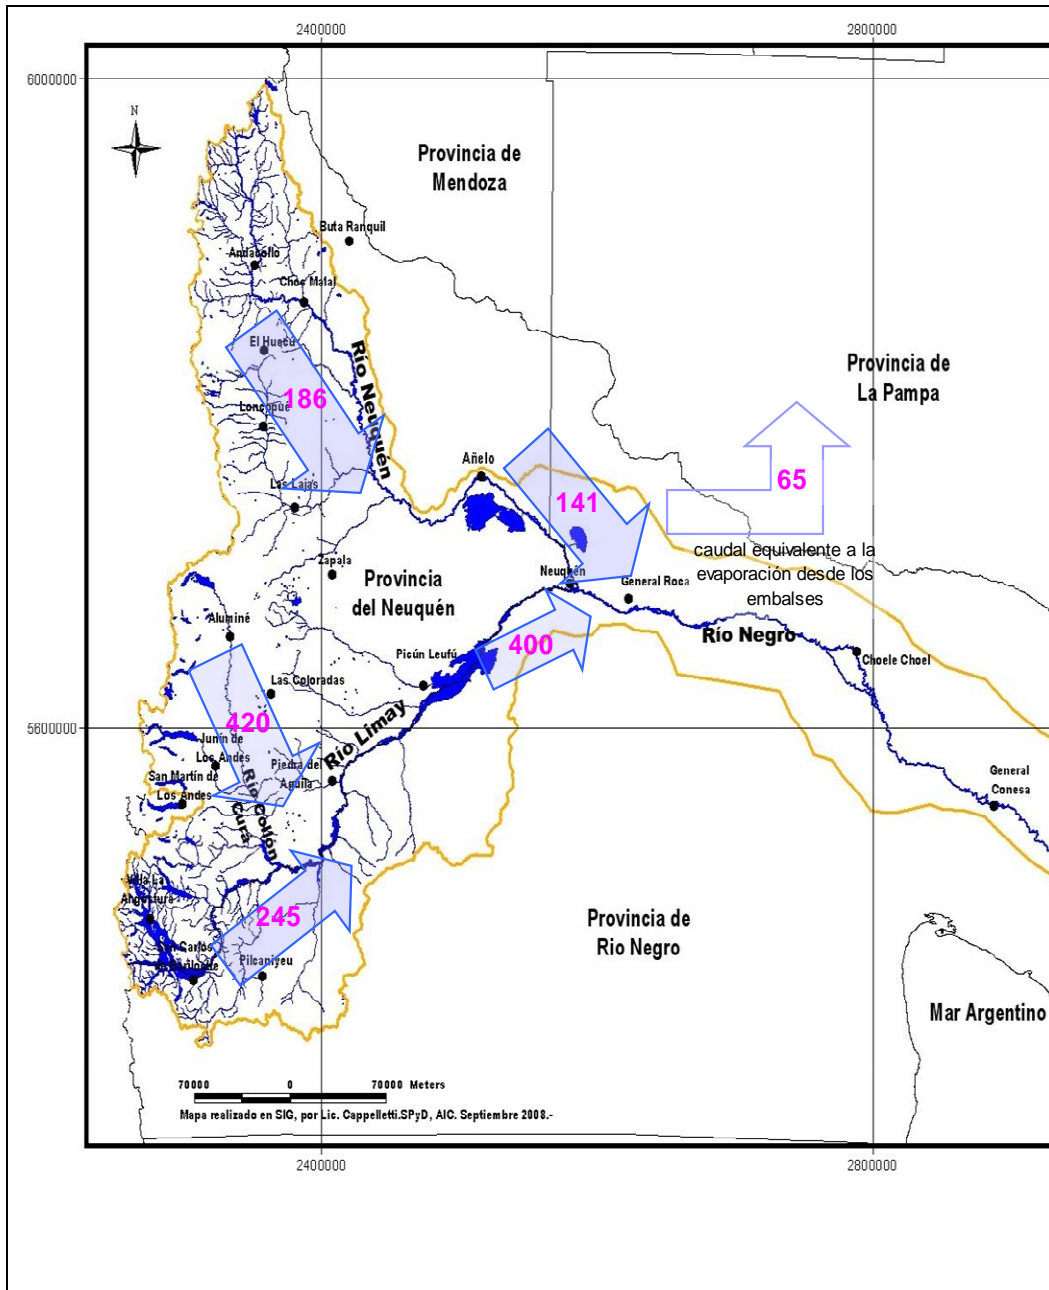 2400000
2800000
6000000
N
Provincia de
Mendoza
Buta Ranquil
Andacollo
Chos Malal
El Huecu
Río Neuquén
Provincia de
La Pampa
186
Loncopué
Añelo
65
Las Lajas
141
caudal equivalente a la
evaporación desde los
embalses
Zapala
Provincia
del Neuquén
Neuquén
General Roca
Aluminé
Río Negro
400
Picún Leufú
Choele Choel
Las Coloradas
420
5600000
Junín de
Los Andes
Río Limay
Piedra del
Aguila
San Martín de
Los Andes
Río Collón
Curá
General
Conesa
Villa La
Angostura
245
Provincia de
Rio Negro
San Carlos
de Bariloche
Pilcaniyeu
Mar Argentino
70000
0
70000 Meters
Mapa realizado en SIG, por Lic. Cappelletti.SPyD, AIC. Septiembre 2008.-
2400000
2800000